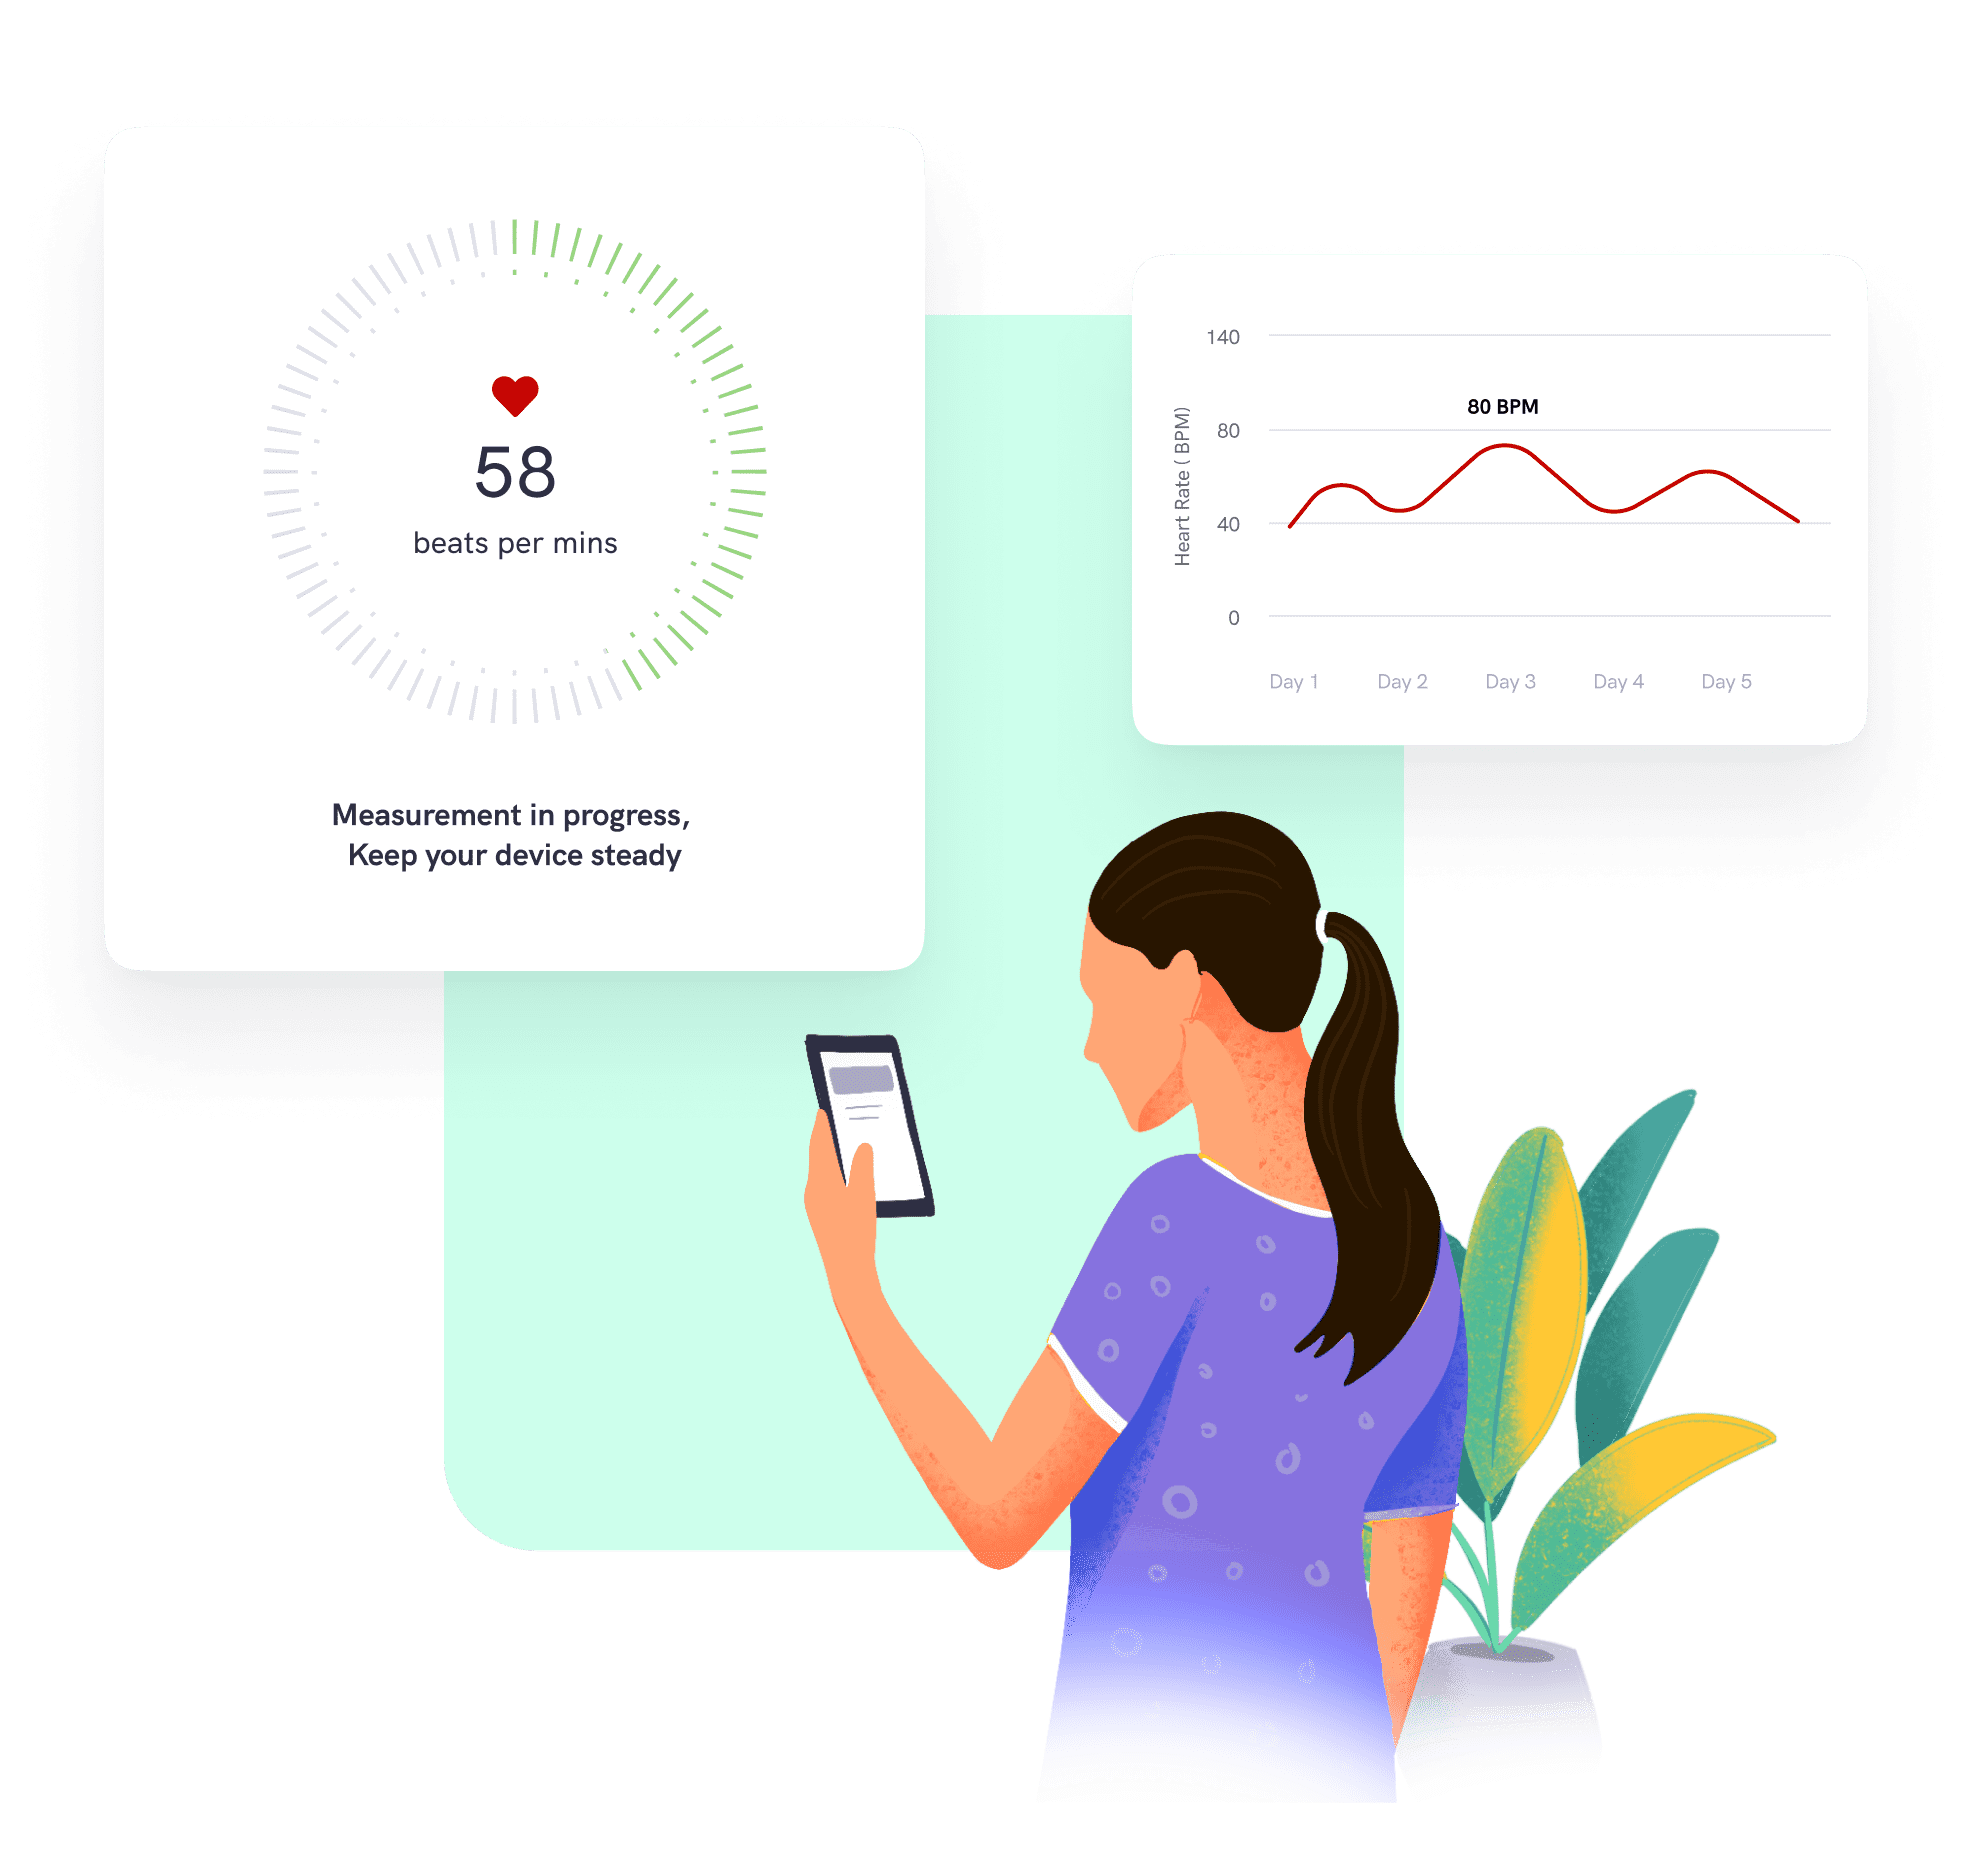 58
beats per mins
Measurement in progress,
Keep your device steady
Heart Rate ( BPM)
140
80 BPM
80
40
0
Day 1 Day 2 Day 3 Day 4 Day 5